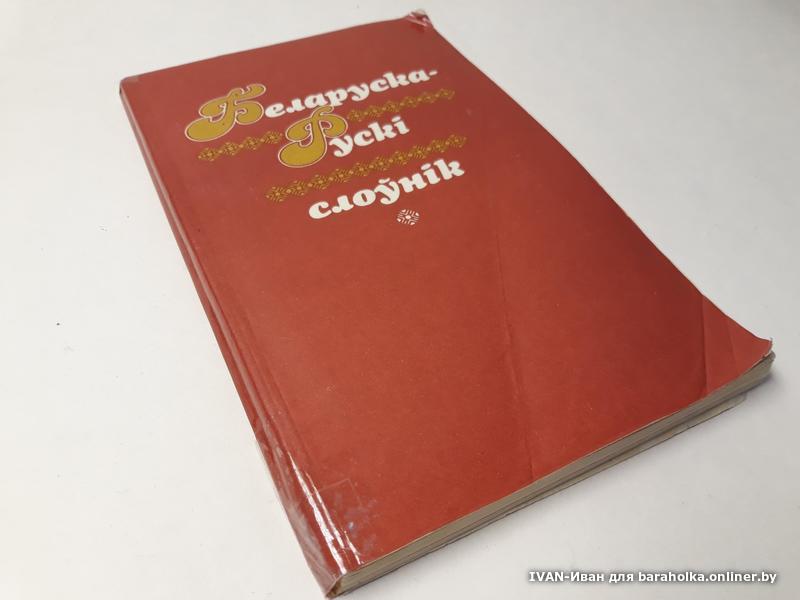 Беларуска-
Рускі
слоўнік
IVAN-Иван для baraholka.onliner.by